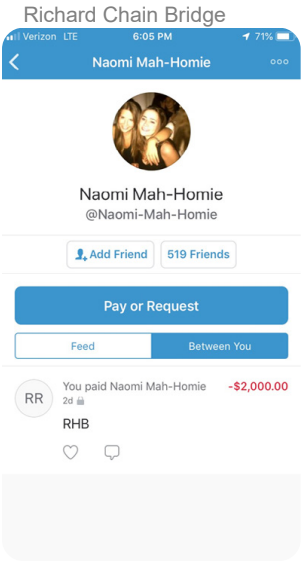 Richard Chain Bridge
Verizon LTE 6:05 PM 71%
Naomi Mah-Homie
Naomi Mah-Homie
@Naomi-Mah-Homie
Add Friend 519 Friends
Pay or Request
Feed Between You
RR You paid Naomi Mah-Homie -$2,000.00
2d
RHB